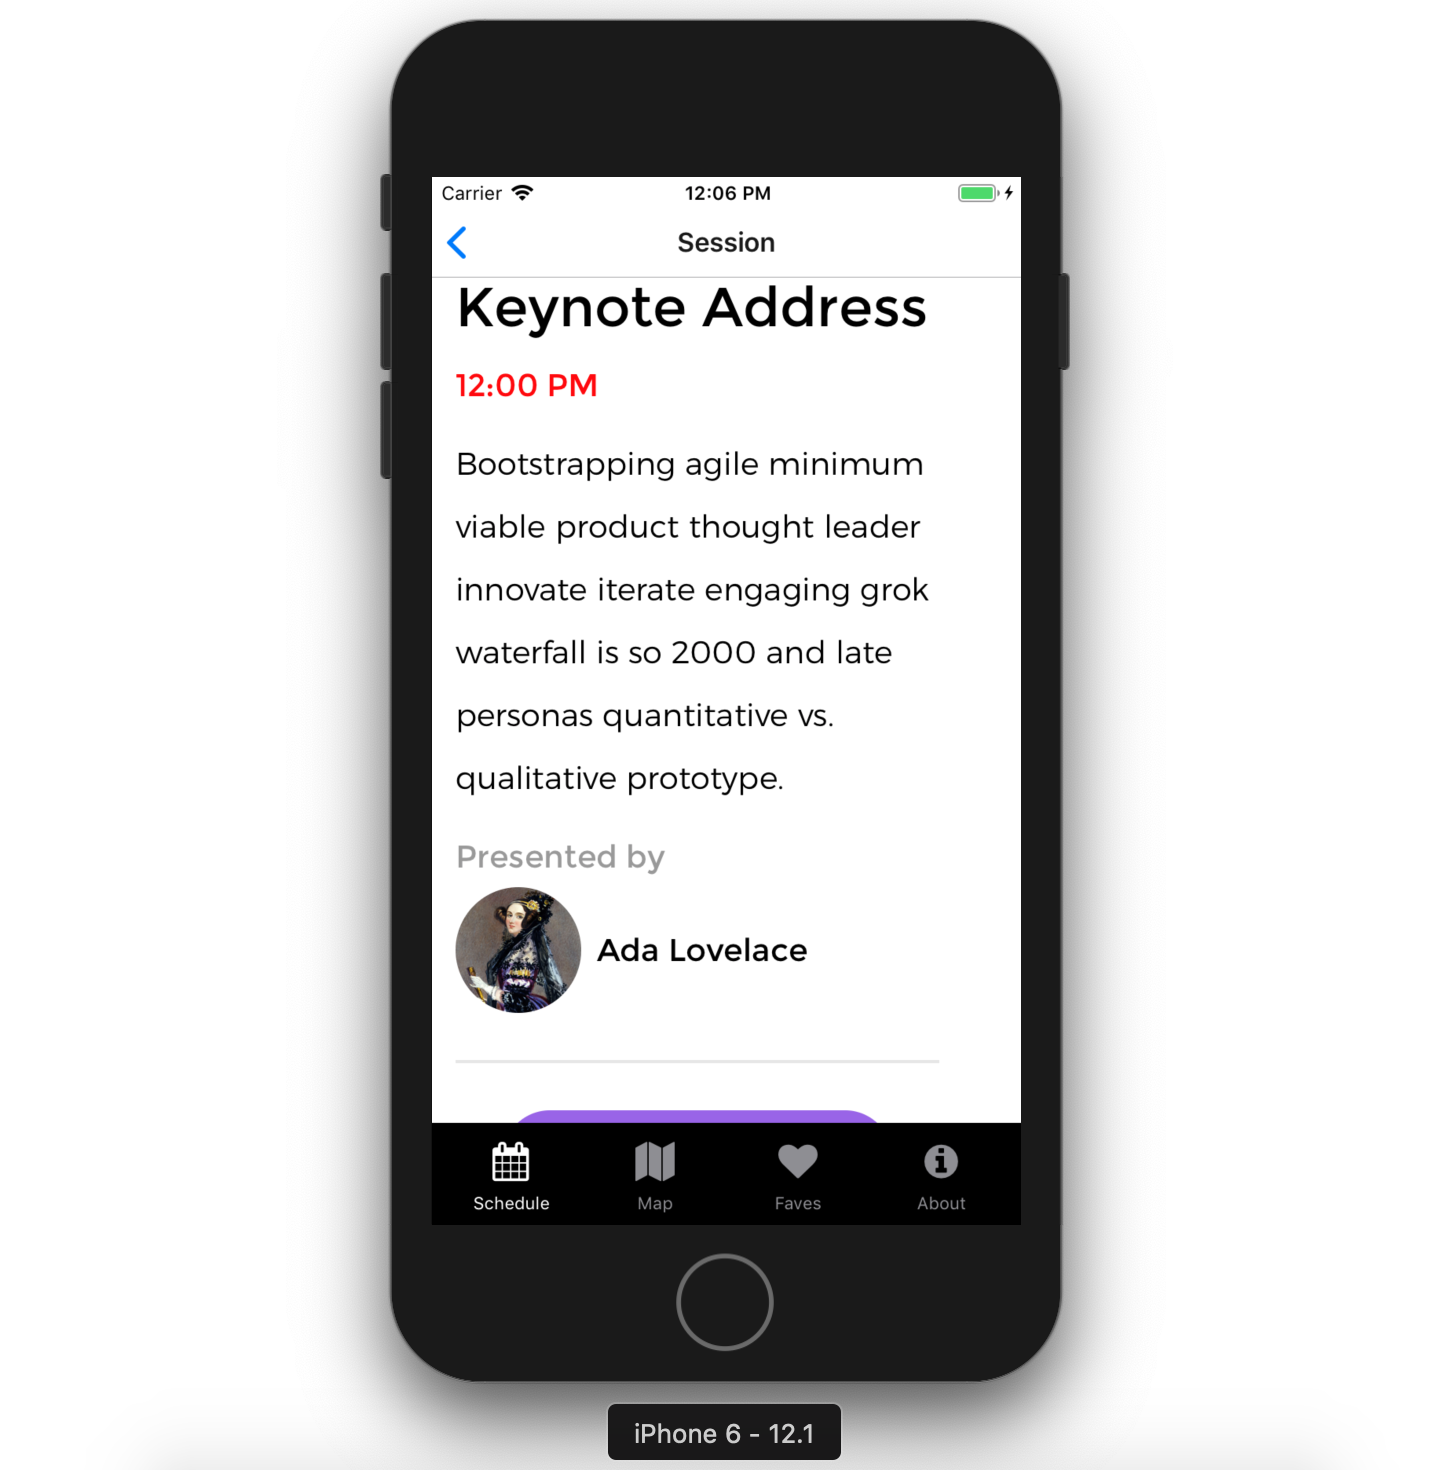 Carrier 12:06 PM
Session
Keynote Address
12:00 PM
Bootstrapping agile minimum
viable product thought leader
innovate iterate engaging grok
waterfall is so 2000 and late
personas quantitative vs.
qualitative prototype.
Presented by
Ada Lovelace
Schedule Map Faves About
iPhone 6 - 12.1